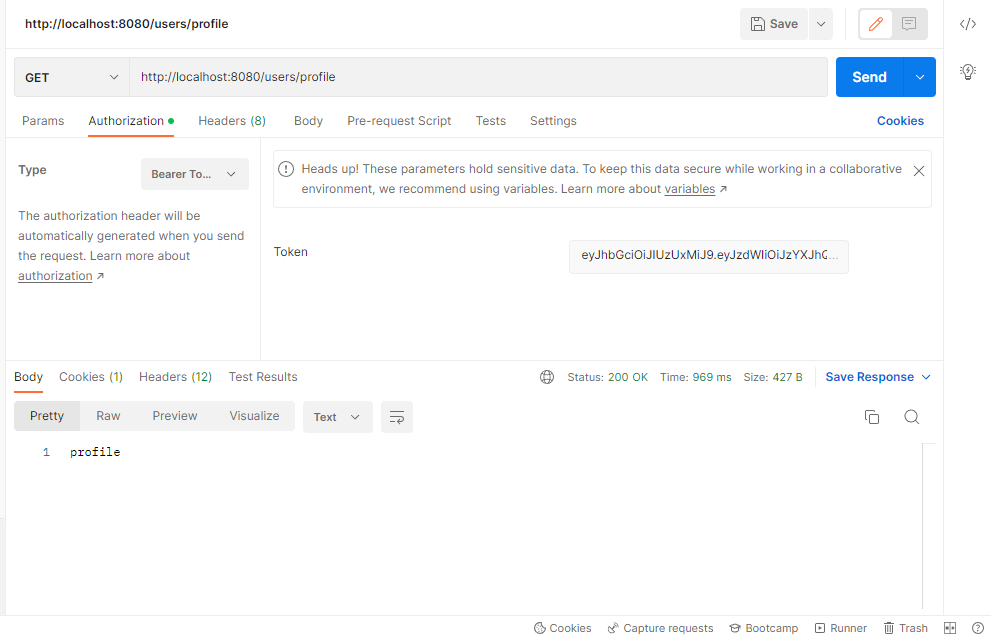 http://localhost:8080/users/profile
Save
GET
http://localhost:8080/users/profile
Send
Params
Authorization
Headers (8)
Body
Pre-request Script
Tests
Settings
Cookies
Type
Bearer To...
The authorization header will be
automatically generated when you send
the request. Learn more about
authorization ↗
Heads up! These parameters hold sensitive data. To keep this data secure while working in a collaborative
environment, we recommend using variables. Learn more about variables ↗
Token
eyJhbGciOiJIUzUxMiJ9.eyJzdWIiOiJzYXJhQ...
Body
Cookies (1)
Headers (12)
Test Results
Status: 200 OK
Time: 969 ms
Size: 427 B
Save Response
Pretty
Raw
Preview
Visualize
Text
1 profile
Cookies
Capture requests
Bootcamp
Runner
Trash